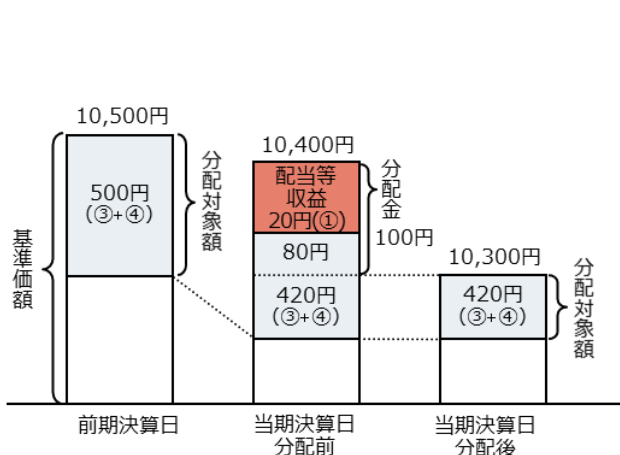 10,500円
500円
(③+④)
分配対象額
基準価額
前期決算日
10,400円
配当等
収益
20円(①)
80円
420円
(③+④)
分配金
100円
当期決算日
分配前
10,300円
420円
(③+④)
分配対象額
当期決算日
分配後